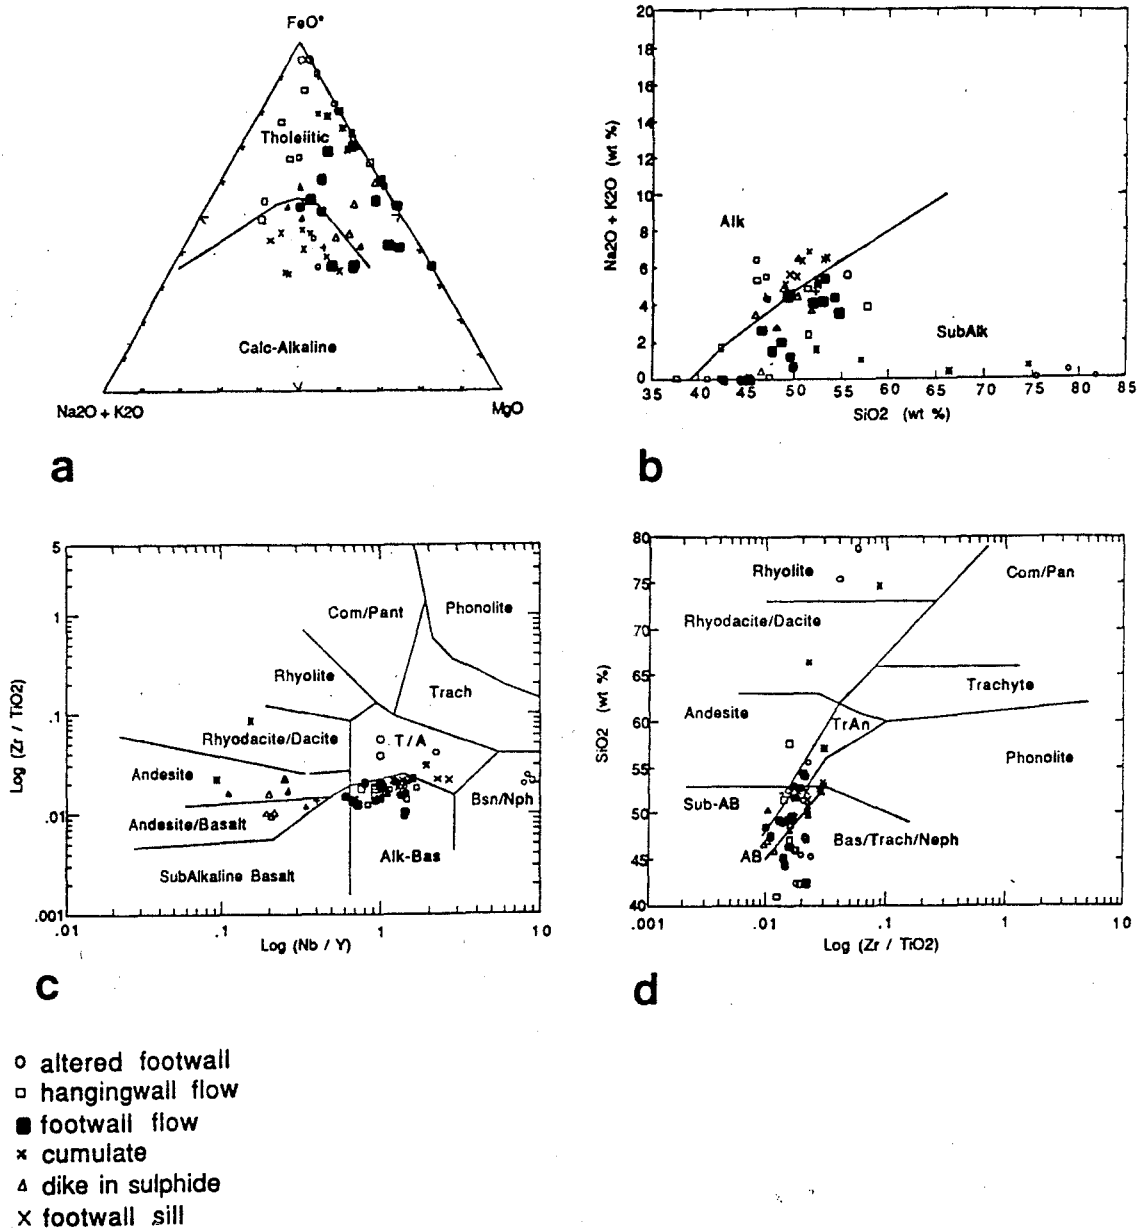 FeO*
Tholeiitic
Calc-Alkaline
Na2O + K2O
MgO
a
20
18
16
14
12
10
8
6
4
2
0
Na2O + K2O (wt %)
Alk
SubAlk
35 40 45 50 55 60 65 70 75 80 85
SiO2 (wt %)
b
5
1
.1
.01
.001
Log (Zr / TiO2)
Com/Pant
Phonolite
Rhyolite
Trach
Rhyodacite/Dacite
T/A
Andesite
Bsn/Nph
Andesite/Basalt
Alk-Bas
SubAlkaline Basalt
.01 .1 1 10
Log (Nb / Y)
c
80
75
70
65
60
55
50
45
40
SiO2 (wt %)
Rhyolite
Com/Pan
Rhyodacite/Dacite
Trachyte
Andesite
TrAn
Phonolite
Sub-AB
Bas/Trach/Neph
AB
.001 .01 .1 1 10
Log (Zr / TiO2)
d
altered footwall
hangingwall flow
footwall flow
cumulate
dike in sulphide
footwall sill